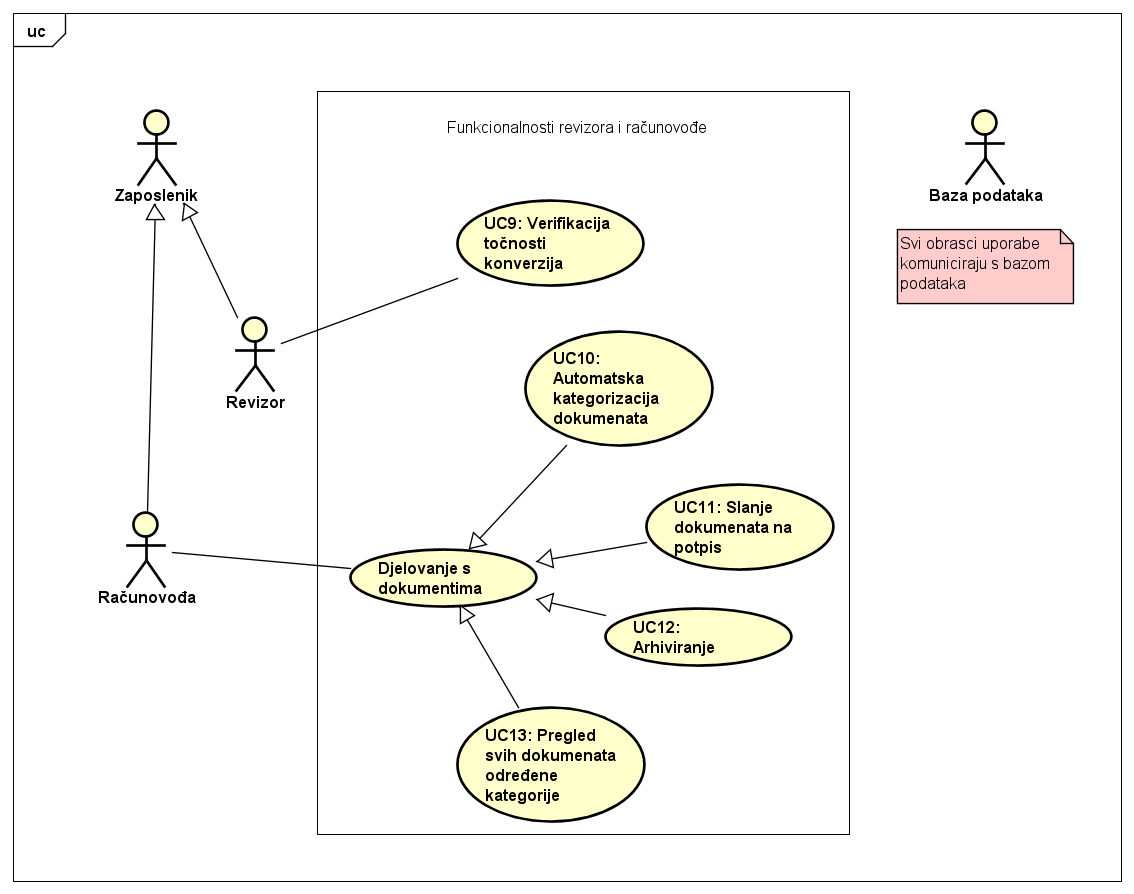 uc
Funkcionalnosti revizora i računovođe
Zaposlenik
Baza podataka
UC9: Verifikacija
točnosti
konverzija
Svi obrasci uporabe
komuniciraju s bazom
podataka
Revizor
UC10:
Automatska
kategorizacija
dokumenata
UC11: Slanje
dokumenata na
potpis
Računovođa
Djelovanje s
dokumentima
UC12:
Arhiviranje
UC13: Pregled
svih dokumenata
određene
kategorije